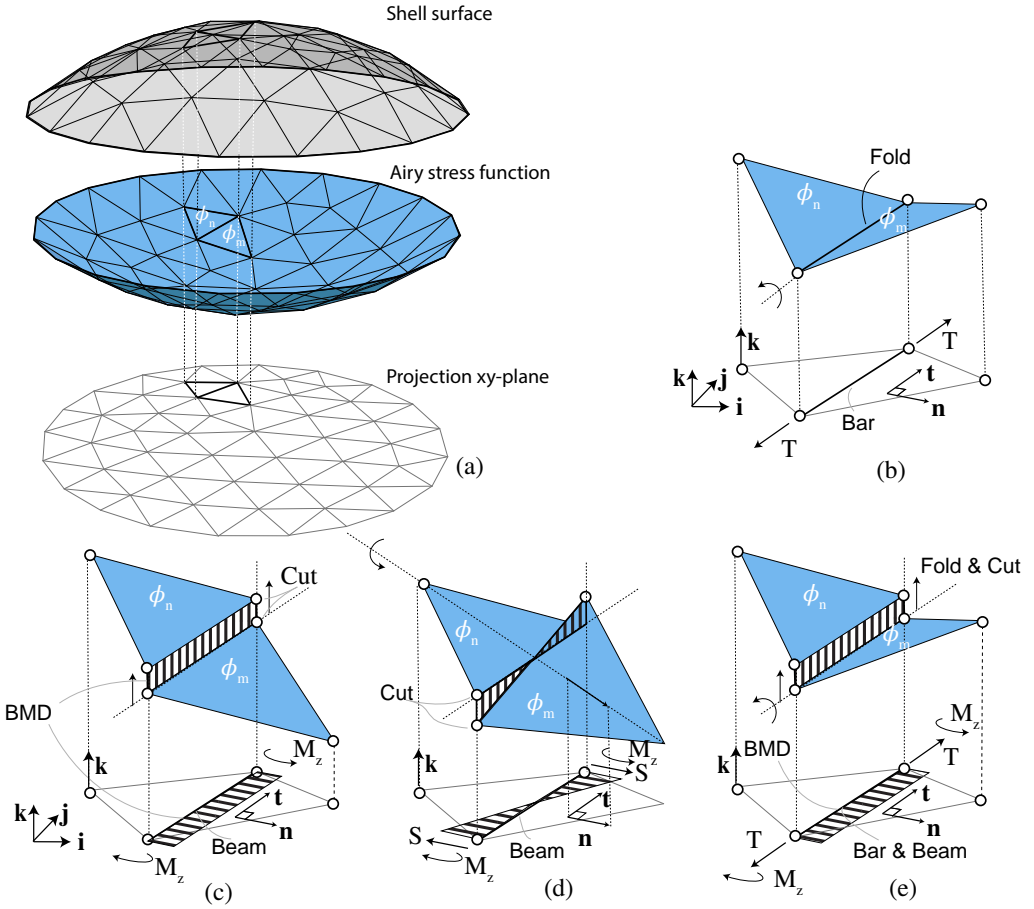 Shell surface
Airy stress function
ϕn
ϕm
Projection xy-plane
(a)
Fold
ϕn
ϕm
k
T
k
j
i
t
n
Bar
T
(b)
Cut
ϕn
ϕm
BMD
k
Mz
k
j
i
t
n
Beam
Mz
(c)
ϕn
Cut
ϕm
k
Mz
S
t
n
S
Beam
Mz
(d)
Fold & Cut
ϕn
ϕm
Mz
BMD
T
k
t
n
T
Bar & Beam
Mz
(e)